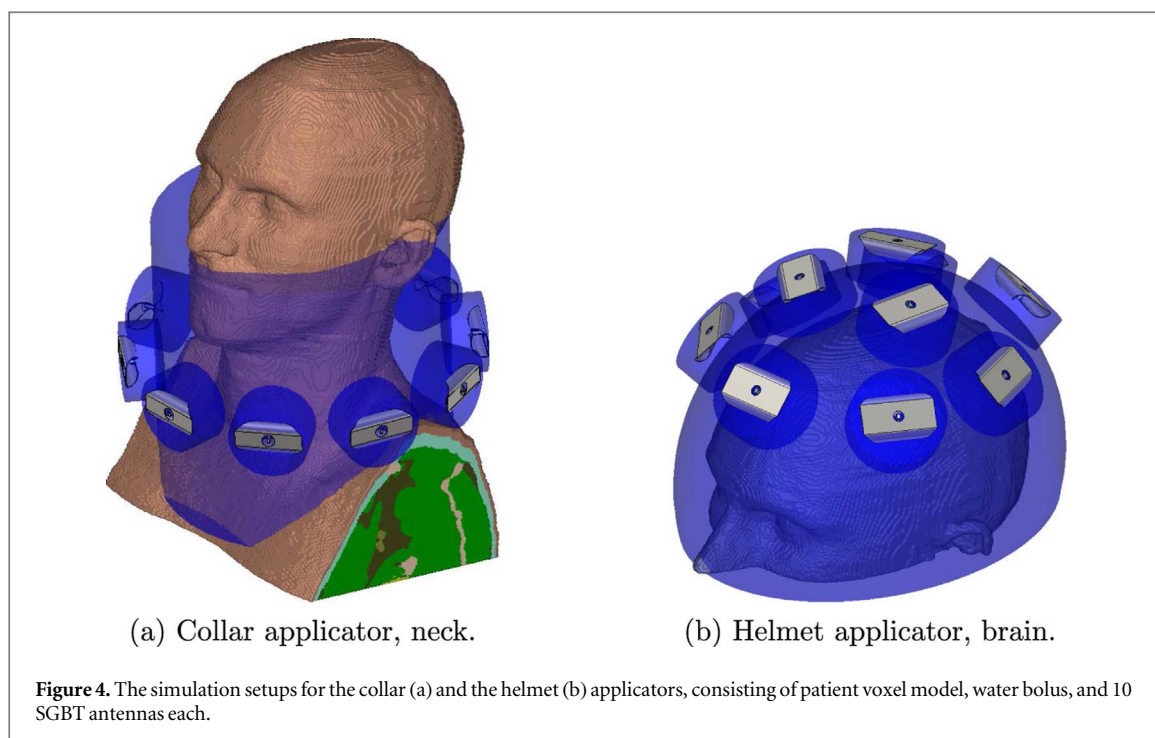 (a) Collar applicator, neck.
(b) Helmet applicator, brain.
Figure 4. The simulation setups for the collar (a) and the helmet (b) applicators, consisting of patient voxel model, water bolus, and 10
SGBT antennas each.